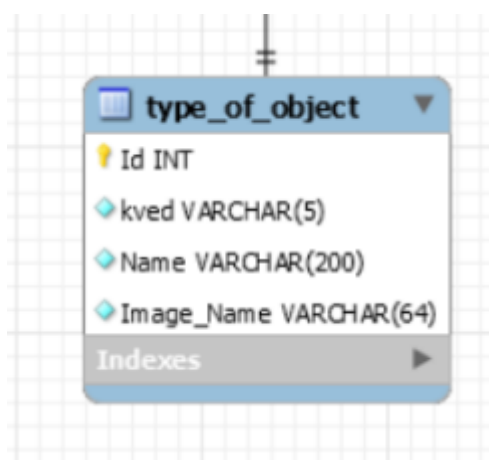 type_of_object
Id INT
kved VARCHAR(5)
Name VARCHAR(200)
Image_Name VARCHAR(64)
Indexes